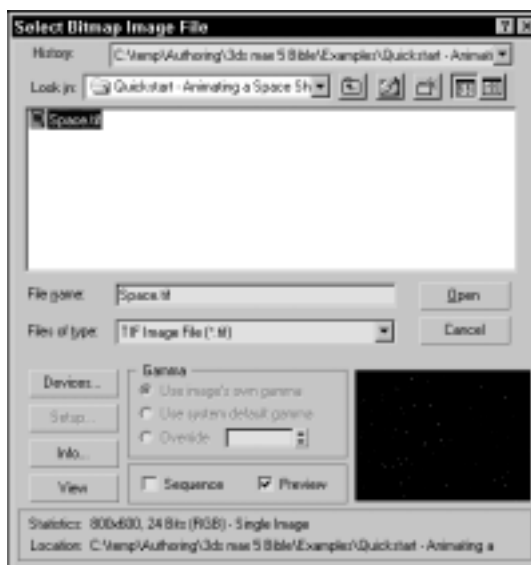 Select Bitmap Image File
History: C:\temp\Authoring\3ds max 5 Bible\Examples\Quickstart - Animati
Look in: Quickstart - Animating a Space Sh
Space.tif
File name: Space.tif
Open
Files of type: TIF Image File (*.tif)
Cancel
Devices...
Setup...
Info...
View
Gamma
Use image's own gamma
Use system default gamma
Override
Sequence
Preview
Statistics: 800x600, 24 Bits (RGB) - Single Image
Location: C:\temp\Authoring\3ds max 5 Bible\Examples\Quickstart - Animating a